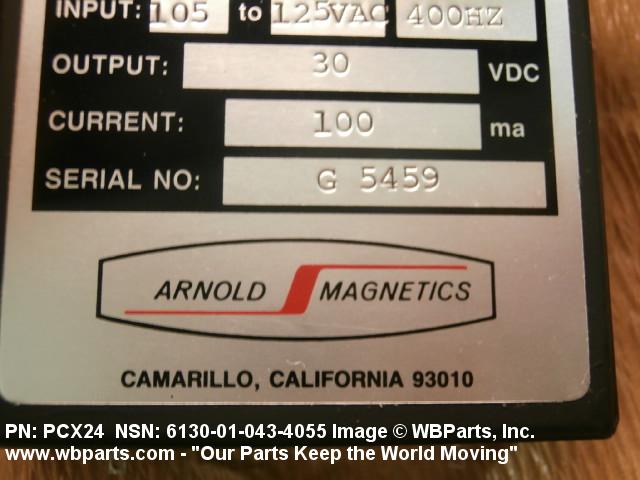 INPUT: 105 to 125VAC 400HZ
OUTPUT: 30 VDC
CURRENT: 100 ma
SERIAL NO: G 5459
ARNOLD MAGNETICS
CAMARILLO, CALIFORNIA 93010
PN: PCX24 NSN: 6130-01-043-4055 Image © WBParts, Inc.
www.wbparts.com - "Our Parts Keep the World Moving"